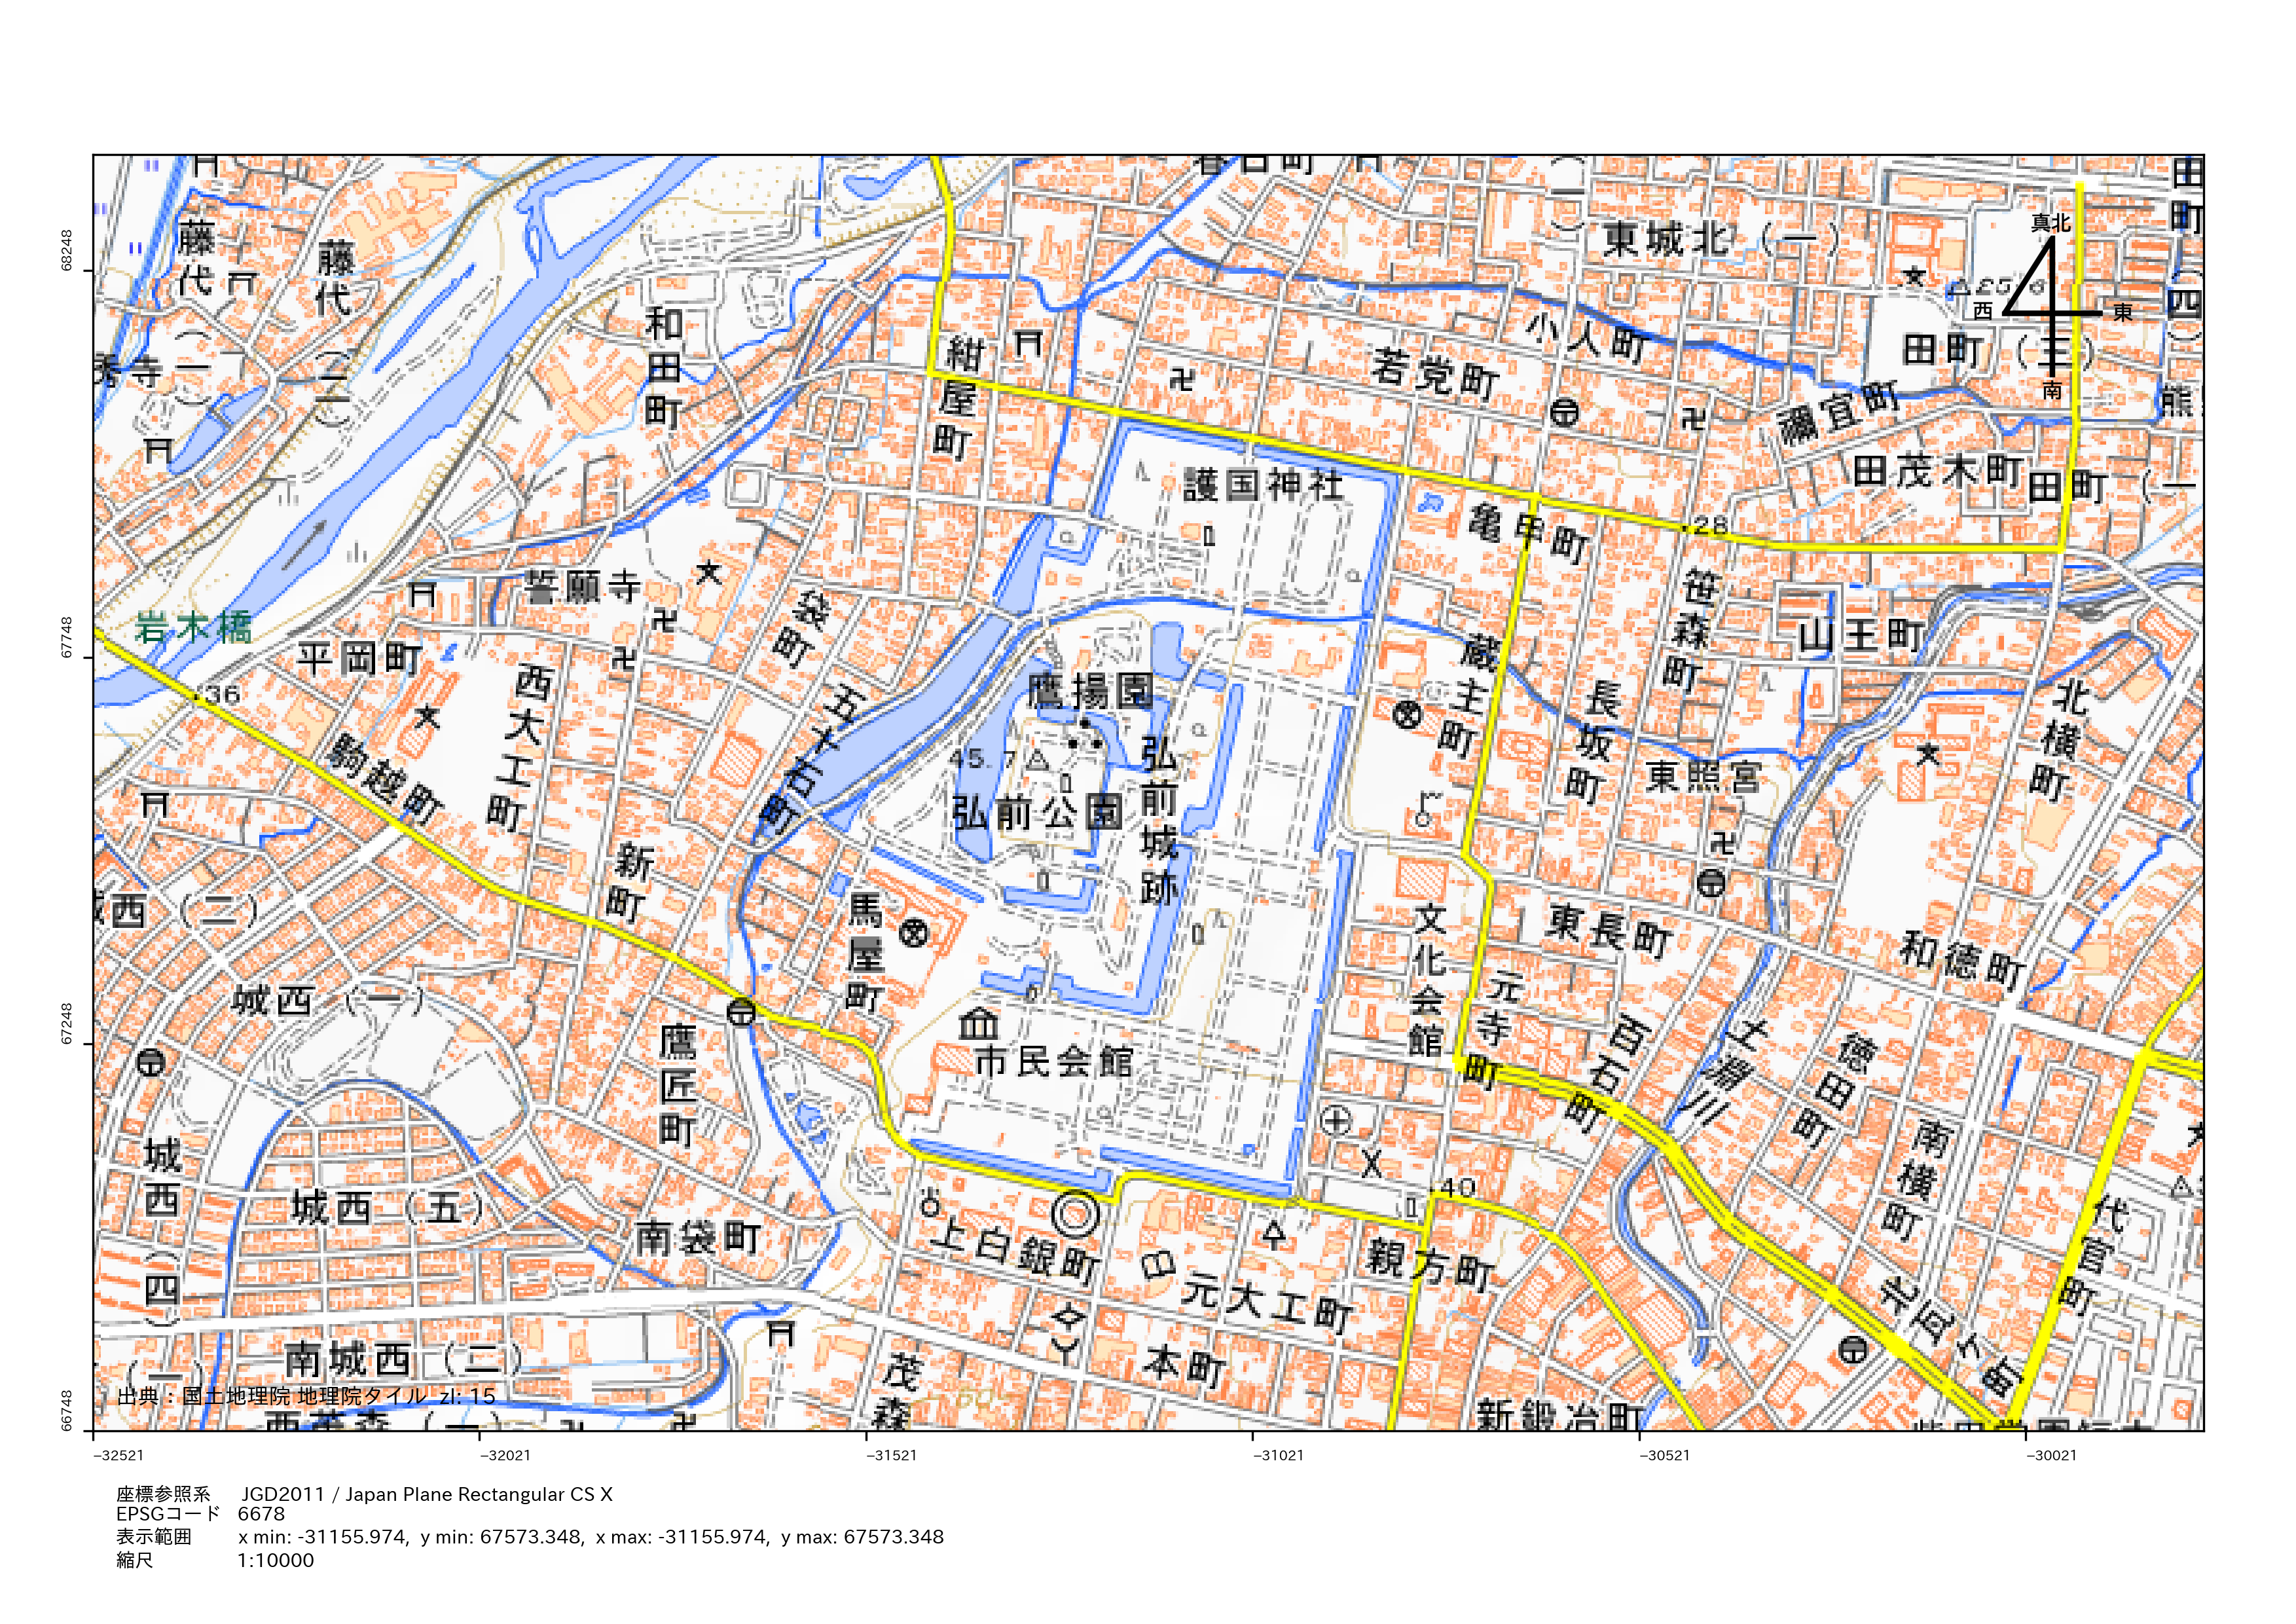 春日町
田町(四)
東城北(一)
真北
西
東
南
藤代
藤代(二)
秀寺(一)
和田町
紺屋町
若党町
小人町
田町(三)
禰宜町
熊
田茂木町
田町(一
護国神社
亀甲町
28
誓願寺
袋町
笹森町
山王町
岩木橋
平岡町
36
西大工町
五十石町
鷹揚園
蔵主町
長坂町
北横町
駒越町
45.7
弘前公園
弘前城跡
東照宮
城西(二)
新町
馬屋町
文化会館
東長町
和徳町
城西(一)
鷹匠町
市民会館
元寺町
百石町
土淵川
徳田町
南横町
代官町
城西(四)
城西(五)
南袋町
上白銀町
40
親方町
元大工町
北瓦ケ町
南城西(二)
(一)
茂森
本町
新鍛冶町
西茂森(一)
出典：国土地理院 地理院タイル zl: 15
68248
67748
67248
66748
−32521
−32021
−31521
−31021
−30521
−30021
座標参照系 JGD2011 / Japan Plane Rectangular CS X
EPSGコード 6678
表示範囲 x min: -31155.974, y min: 67573.348, x max: -31155.974, y max: 67573.348
縮尺 1:10000